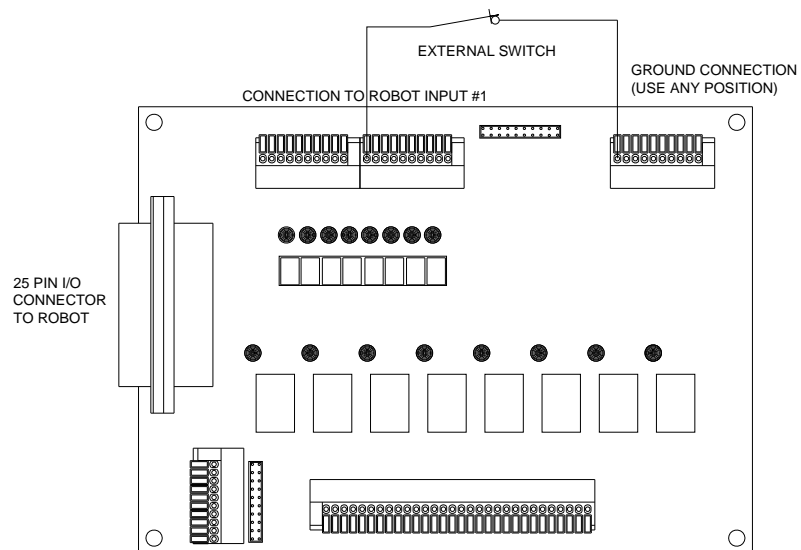 EXTERNAL SWITCH
GROUND CONNECTION
(USE ANY POSITION)
CONNECTION TO ROBOT INPUT #1
25 PIN I/O
CONNECTOR
TO ROBOT